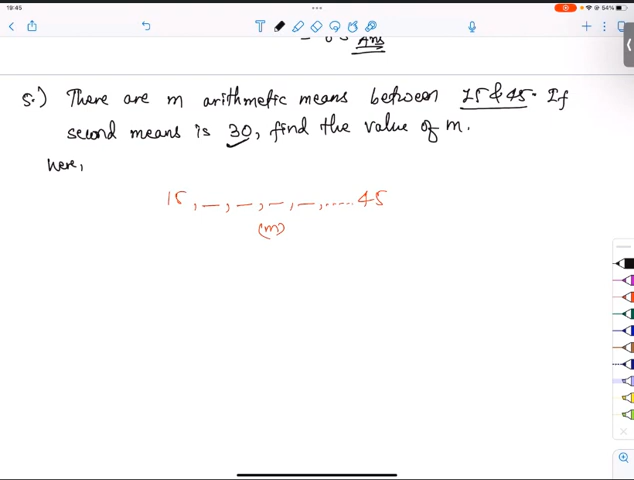 19:45
54%
Ans
5.) There are m arithmetic means between 15 & 45. If
second means is 30, find the value of m.
here,
15, _, _, _, _, ..... 45
(m)